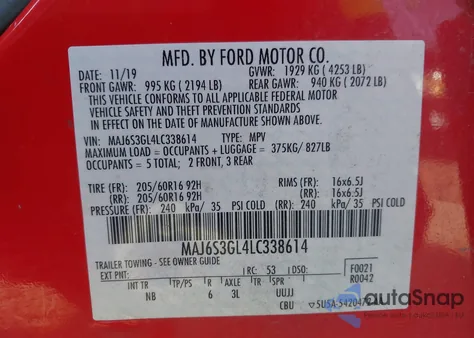 MFD. BY FORD MOTOR CO.
DATE: 11/19 GVWR: 1929 KG ( 4253 LB)
FRONT GAWR: 995 KG ( 2194 LB) REAR GAWR: 940 KG ( 2072 LB)
THIS VEHICLE CONFORMS TO ALL APPLICABLE FEDERAL MOTOR
VEHICLE SAFETY AND THEFT PREVENTION STANDARDS
IN EFFECT ON THE DATE OF MANUFACTURE SHOWN ABOVE.
VIN: MAJ6S3GL4LC338614 TYPE: MPV
MAXIMUM LOAD = OCCUPANTS + LUGGAGE = 375KG/ 827LB
OCCUPANTS = 5 TOTAL; 2 FRONT, 3 REAR
TIRE (FR): 205/60R16 92H RIMS (FR): 16x6.5J
(RR): 205/60R16 92H (RR): 16x6.5J
PRESSURE (FR): 240 kPa/ 35 PSI COLD (RR): 240 kPa/ 35 PSI COLD
MAJ6S3GL4LC338614
TRAILER TOWING - SEE OWNER GUIDE
EXT PNT: RC: 53 DSO: F0021
R0042
INT TR TP/PS R AXLE TR SPR
NB 6 3L UUJJ
CBU
autoSnap